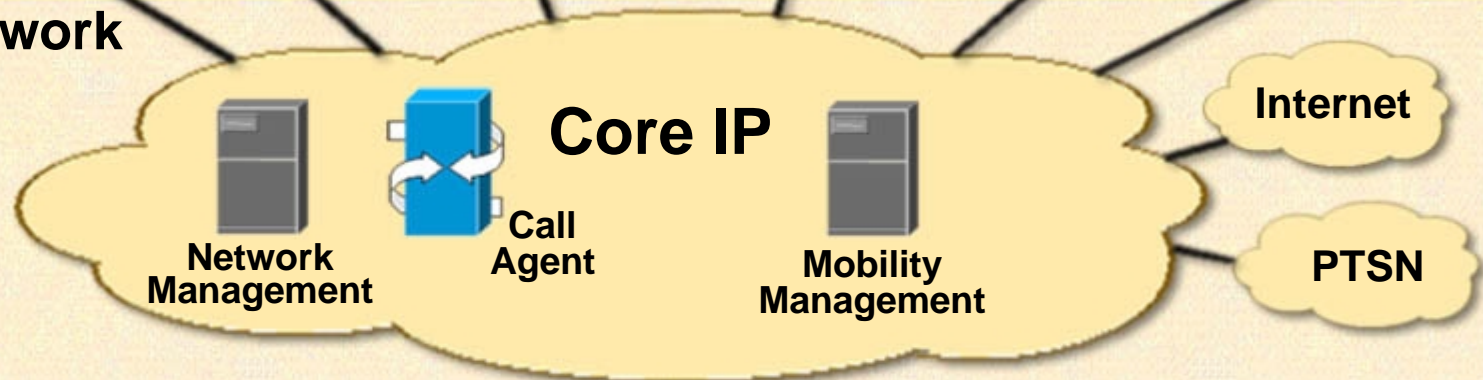 work
Core IP
Internet
Call
Agent
Network
Management
Mobility
Management
PTSN